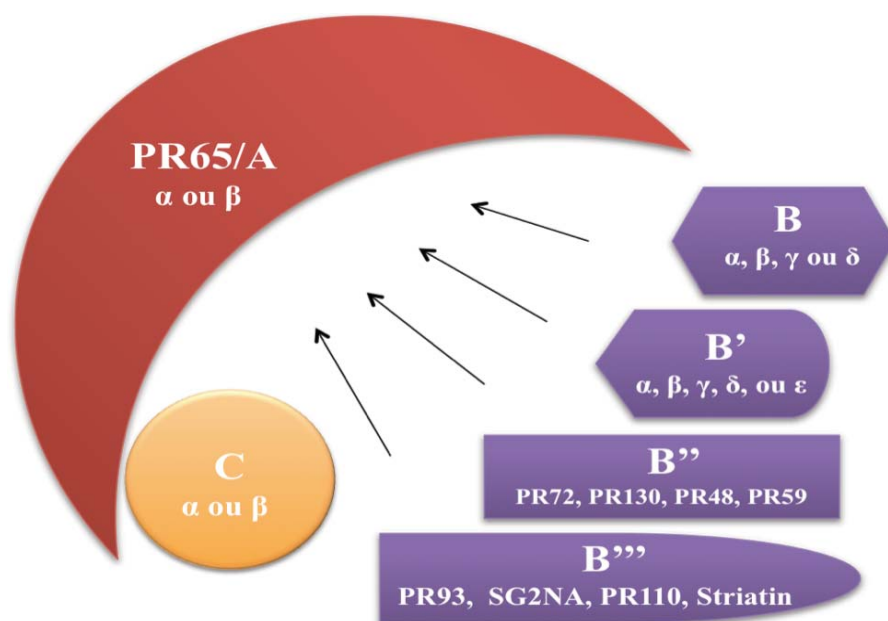 PR65/A
α ou β
B
α, β, γ ou δ
B’
α, β, γ, δ, ou ε
C
α ou β
B’’
PR72, PR130, PR48, PR59
B’’’
PR93, SG2NA, PR110, Striatin